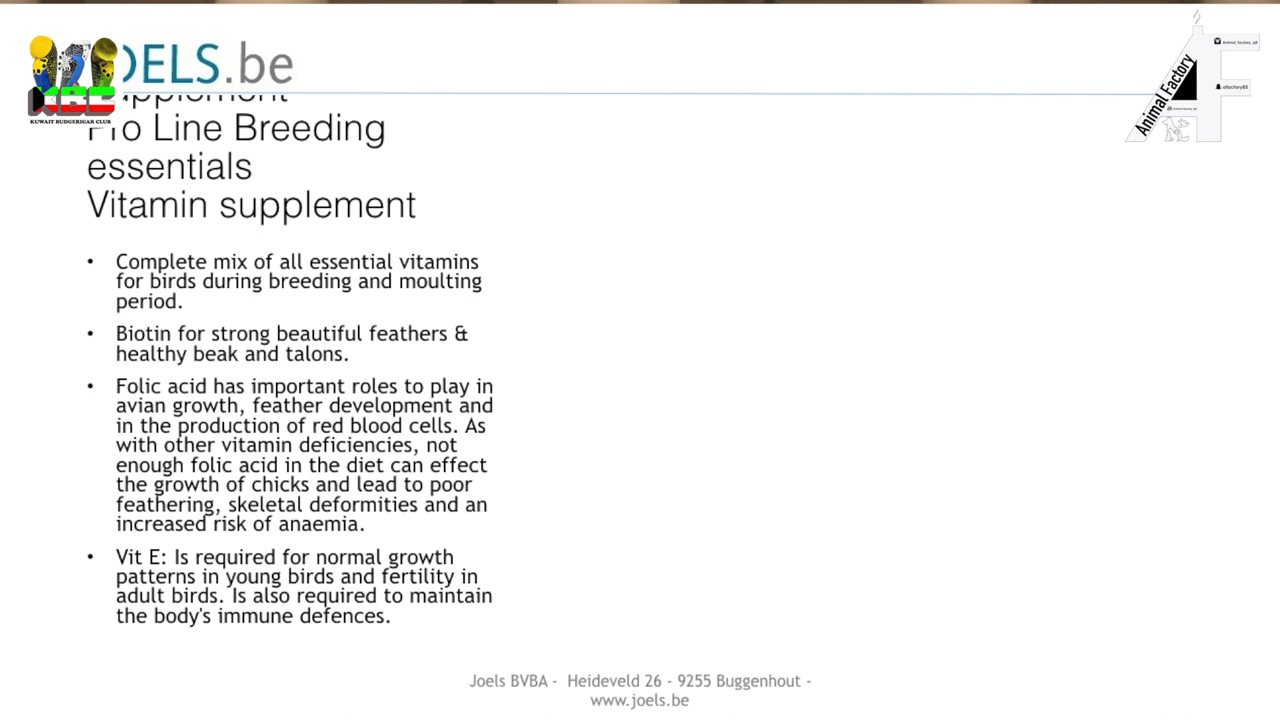 OELS.be
KBC
KUWAIT BUDGERIGAR CLUB
Animal Factory
AF
animal_factory_q8
afactory85
Supplement
Pro Line Breeding
essentials
Vitamin supplement
• Complete mix of all essential vitamins
for birds during breeding and moulting
period.
• Biotin for strong beautiful feathers &
healthy beak and talons.
• Folic acid has important roles to play in
avian growth, feather development and
in the production of red blood cells. As
with other vitamin deficiencies, not
enough folic acid in the diet can effect
the growth of chicks and lead to poor
feathering, skeletal deformities and an
increased risk of anaemia.
• Vit E: Is required for normal growth
patterns in young birds and fertility in
adult birds. Is also required to maintain
the body's immune defences.
Joels BVBA - Heideveld 26 - 9255 Buggenhout -
www.joels.be